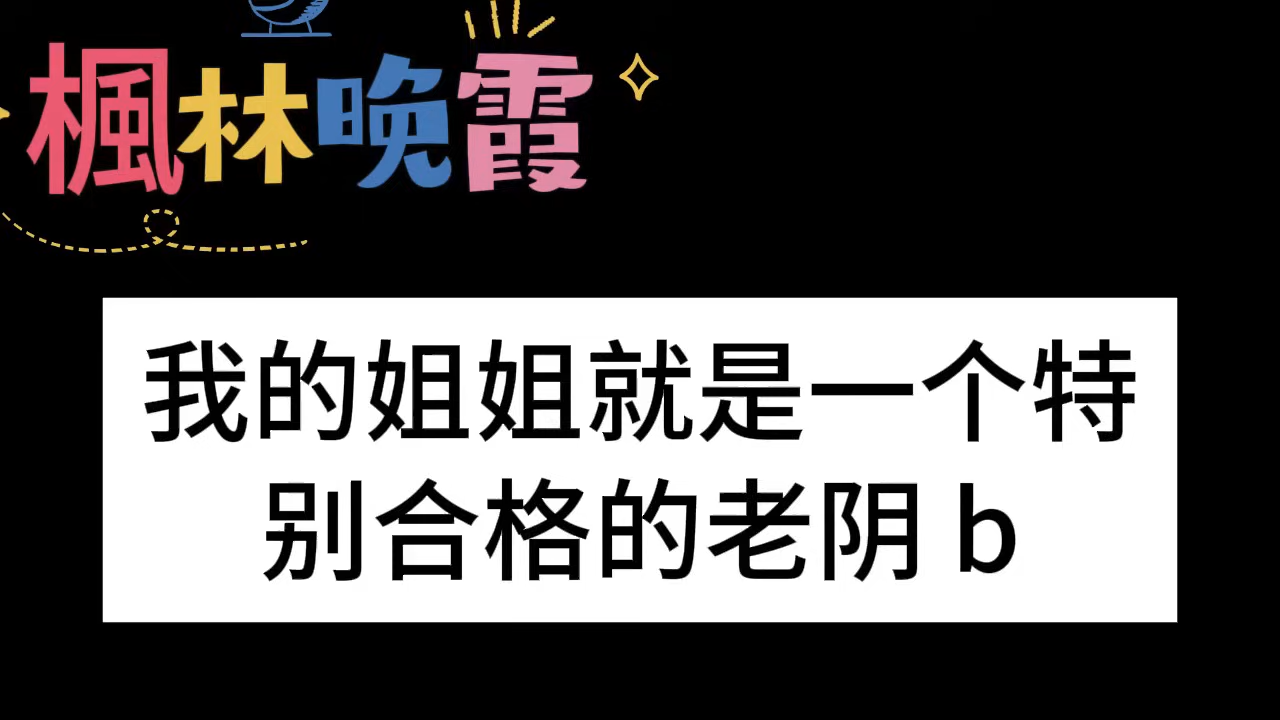 楓林晚霞
我的姐姐就是一个特
别合格的老阴b